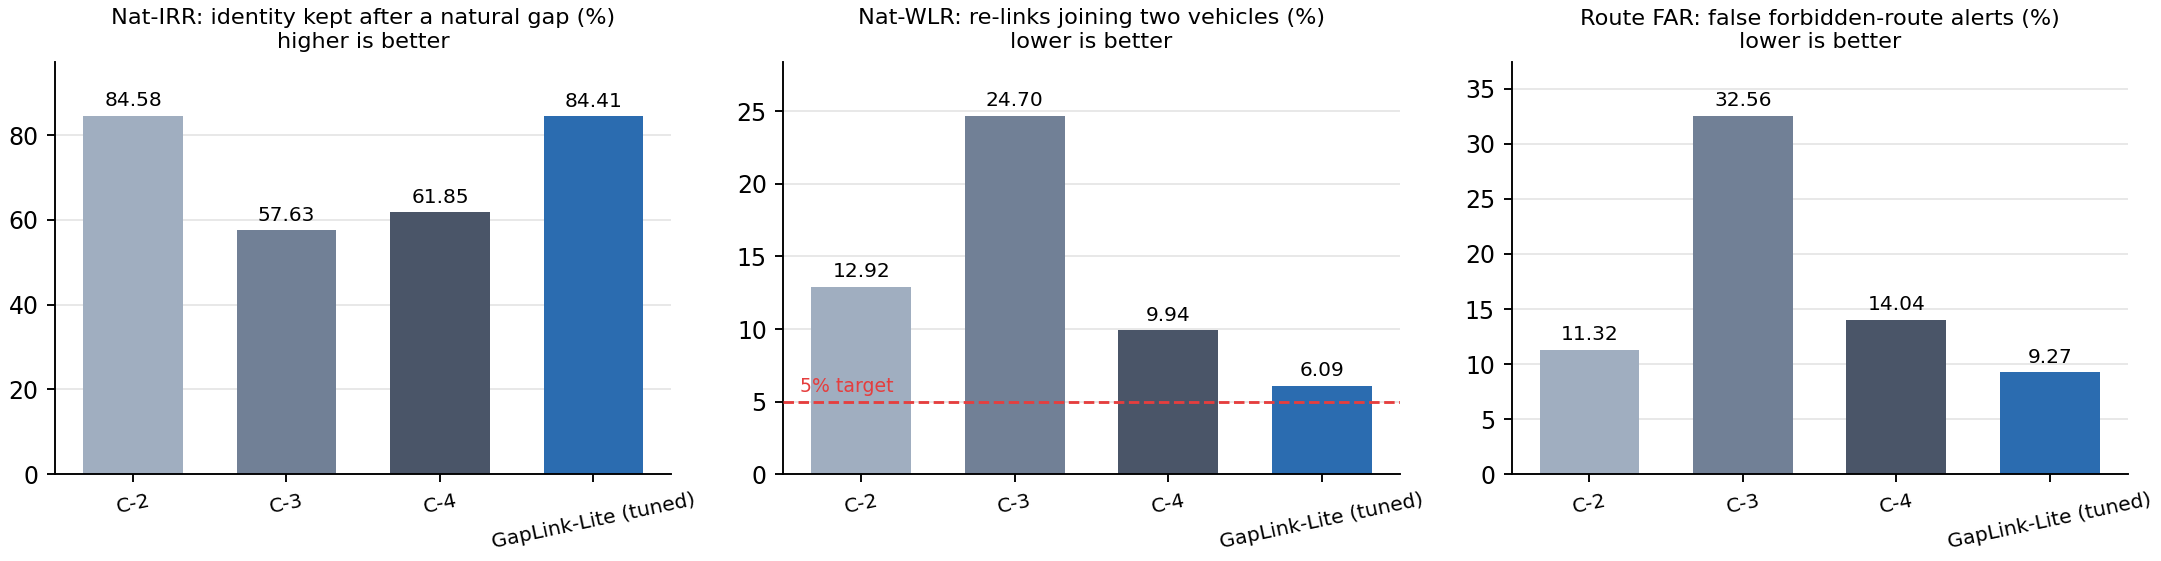 Nat-IRR: identity kept after a natural gap (%)
higher is better
84.58
57.63
61.85
84.41
80
60
40
20
0
C-2
C-3
C-4
GapLink-Lite (tuned)
Nat-WLR: re-links joining two vehicles (%)
lower is better
12.92
24.70
9.94
6.09
5% target
25
20
15
10
5
0
C-2
C-3
C-4
GapLink-Lite (tuned)
Route FAR: false forbidden-route alerts (%)
lower is better
11.32
32.56
14.04
9.27
35
30
25
20
15
10
5
0
C-2
C-3
C-4
GapLink-Lite (tuned)